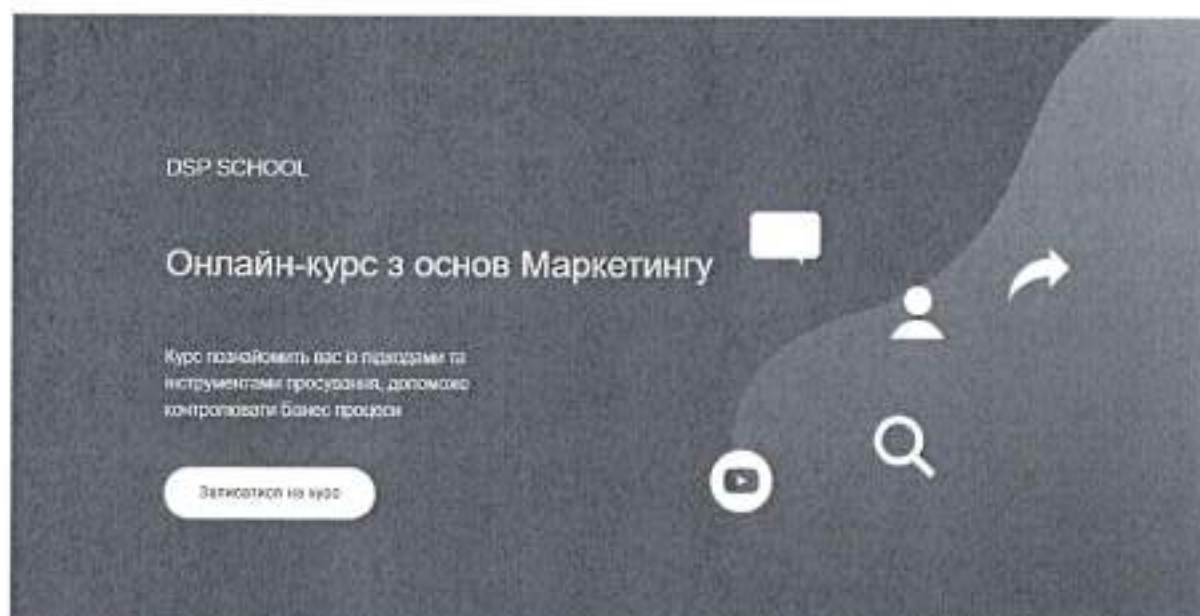 DSP SCHOOL
Онлайн-курс з основ Маркетингу
Курс познайомить вас із підходами та
інструментами просування, допоможе
контролювати бізнес процеси
Записатися на курс